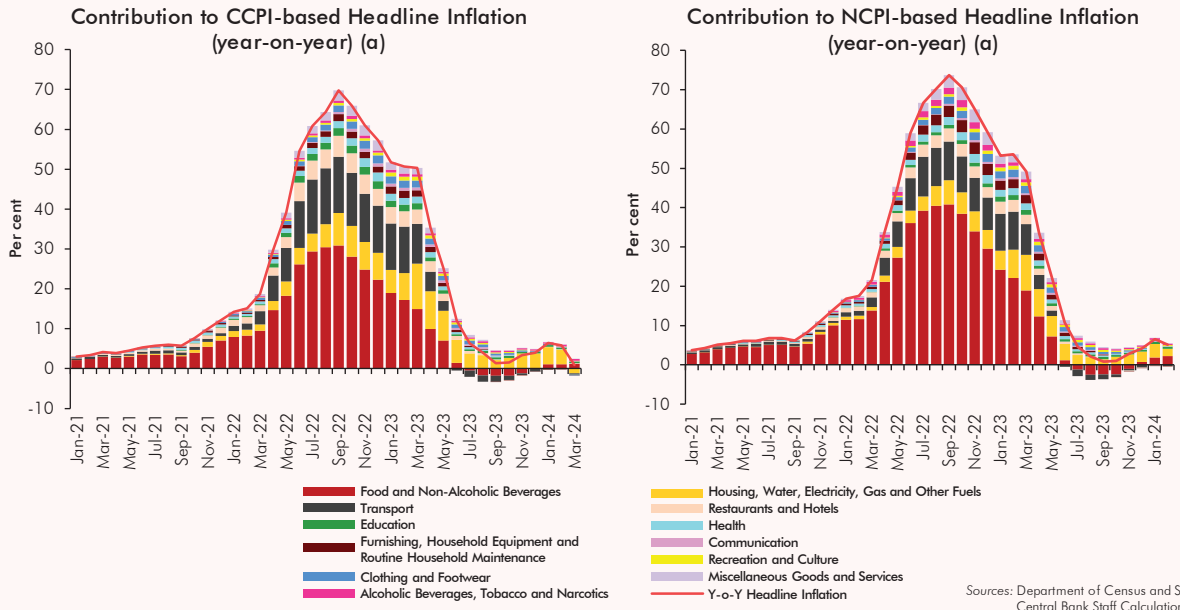 Contribution to CCPI-based Headline Inflation
(year-on-year) (a)
Per cent
80
70
60
50
40
30
20
10
0
-10
Jan-21
Mar-21
May-21
Jul-21
Sep-21
Nov-21
Jan-22
Mar-22
May-22
Jul-22
Sep-22
Nov-22
Jan-23
Mar-23
May-23
Jul-23
Sep-23
Nov-23
Jan-24
Mar-24
Contribution to NCPI-based Headline Inflation
(year-on-year) (a)
Per cent
80
70
60
50
40
30
20
10
0
-10
Jan-21
Mar-21
May-21
Jul-21
Sep-21
Nov-21
Jan-22
Mar-22
May-22
Jul-22
Sep-22
Nov-22
Jan-23
Mar-23
May-23
Jul-23
Sep-23
Nov-23
Jan-24
Food and Non-Alcoholic Beverages
Transport
Education
Furnishing, Household Equipment and
Routine Household Maintenance
Clothing and Footwear
Alcoholic Beverages, Tobacco and Narcotics
Housing, Water, Electricity, Gas and Other Fuels
Restaurants and Hotels
Health
Communication
Recreation and Culture
Miscellaneous Goods and Services
Y-o-Y Headline Inflation
Sources: Department of Census and S
Central Bank Staff Calculation